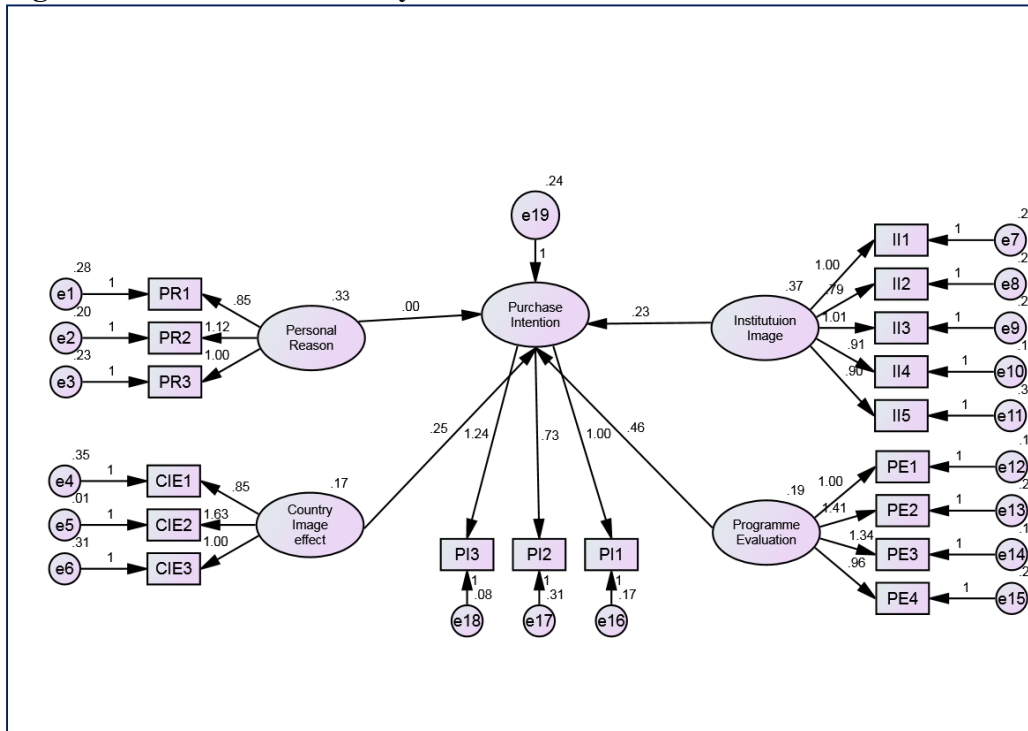 .24
e19
1
.28
e1
1
PR1
.85
.20
e2
1
PR2
1.12
.23
e3
1
PR3
1.00
.33
Personal
Reason
.00
Purchase
Intention
.23
.37
Institutuion
Image
1.00
.79
1.01
.91
.90
II1
1
e7
II2
1
e8
II3
1
e9
II4
1
e10
II5
1
e11
.35
e4
1
CIE1
.85
.01
e5
1
CIE2
1.63
.31
e6
1
CIE3
1.00
.17
Country
Image
effect
.25
1.24
.73
1.00
.46
.19
Programme
Evaluation
1.00
1.41
1.34
.96
PE1
1
e12
PE2
1
e13
PE3
1
e14
PE4
1
e15
PI3
PI2
PI1
1
.08
1
.31
1
.17
e18
e17
e16